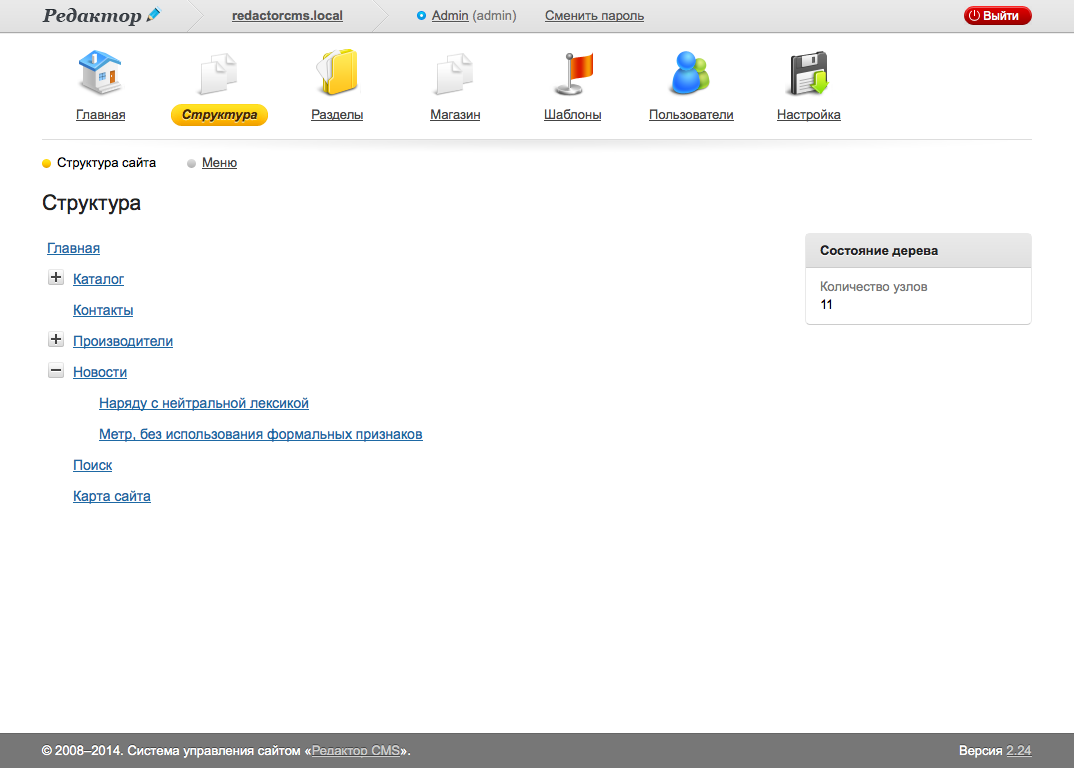 Редактор redactorcms.local Admin (admin) Сменить пароль Выйти
Главная Структура Разделы Магазин Шаблоны Пользователи Настройка
Структура сайта Меню
Структура
Главная
Каталог
Контакты
Производители
Новости
Наряду с нейтральной лексикой
Метр, без использования формальных признаков
Поиск
Карта сайта
Состояние дерева
Количество узлов
11
© 2008–2014. Система управления сайтом «Редактор CMS». Версия 2.24